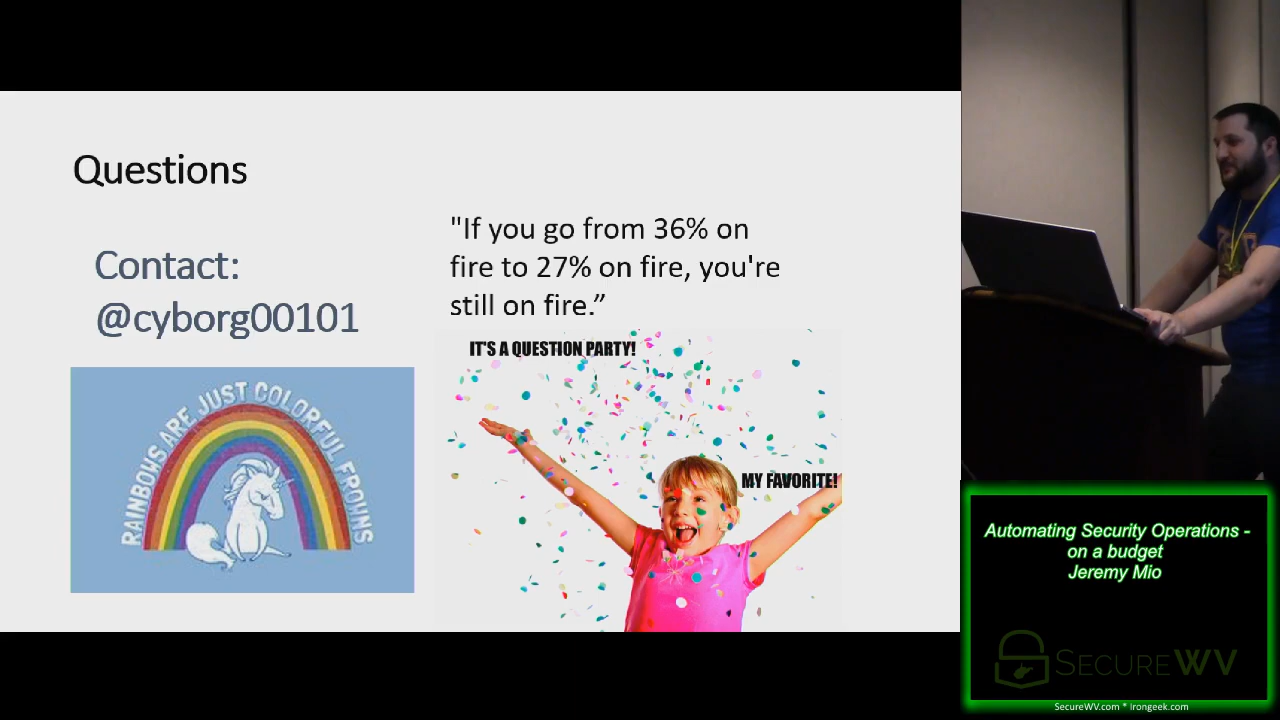 Questions
Contact:
@cyborg00101
"If you go from 36% on
fire to 27% on fire, you're
still on fire.”
IT'S A QUESTION PARTY!
MY FAVORITE!
RAINBOWS ARE JUST COLORFUL FROWNS
Automating Security Operations -
on a budget
Jeremy Mio
SECUREWV
SecureWV.com * irongeek.com